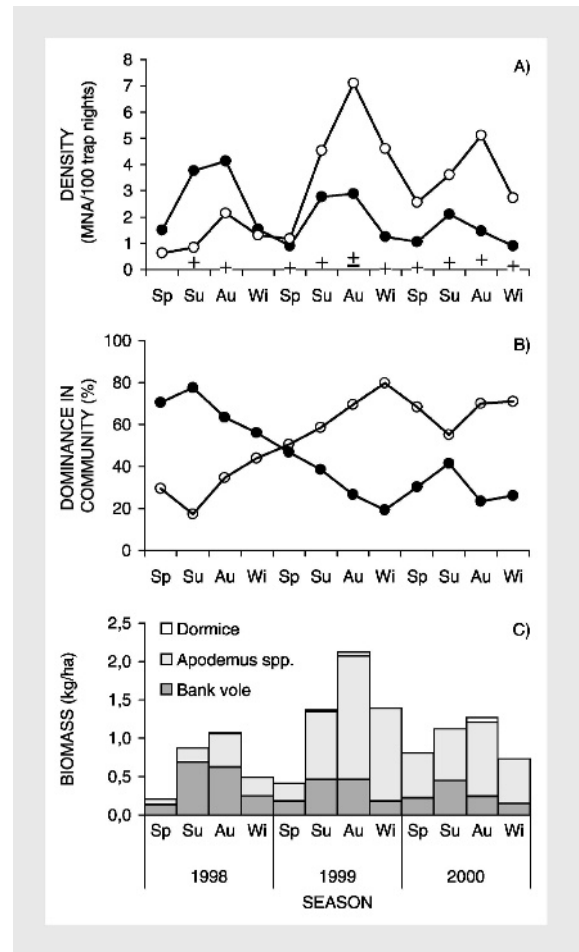 A)
DENSITY
(MNA/100 trap nights)
8
7
6
5
4
3
2
1
0
Sp Su Au Wi Sp Su Au Wi Sp Su Au Wi
B)
DOMINANCE IN
COMMUNITY (%)
100
80
60
40
20
0
Sp Su Au Wi Sp Su Au Wi Sp Su Au Wi
C)
BIOMASS (kg/ha)
2,5
2,0
1,5
1,0
0,5
0,0
Dormice
Apodemus spp.
Bank vole
Sp Su Au Wi Sp Su Au Wi Sp Su Au Wi
1998 1999 2000
SEASON